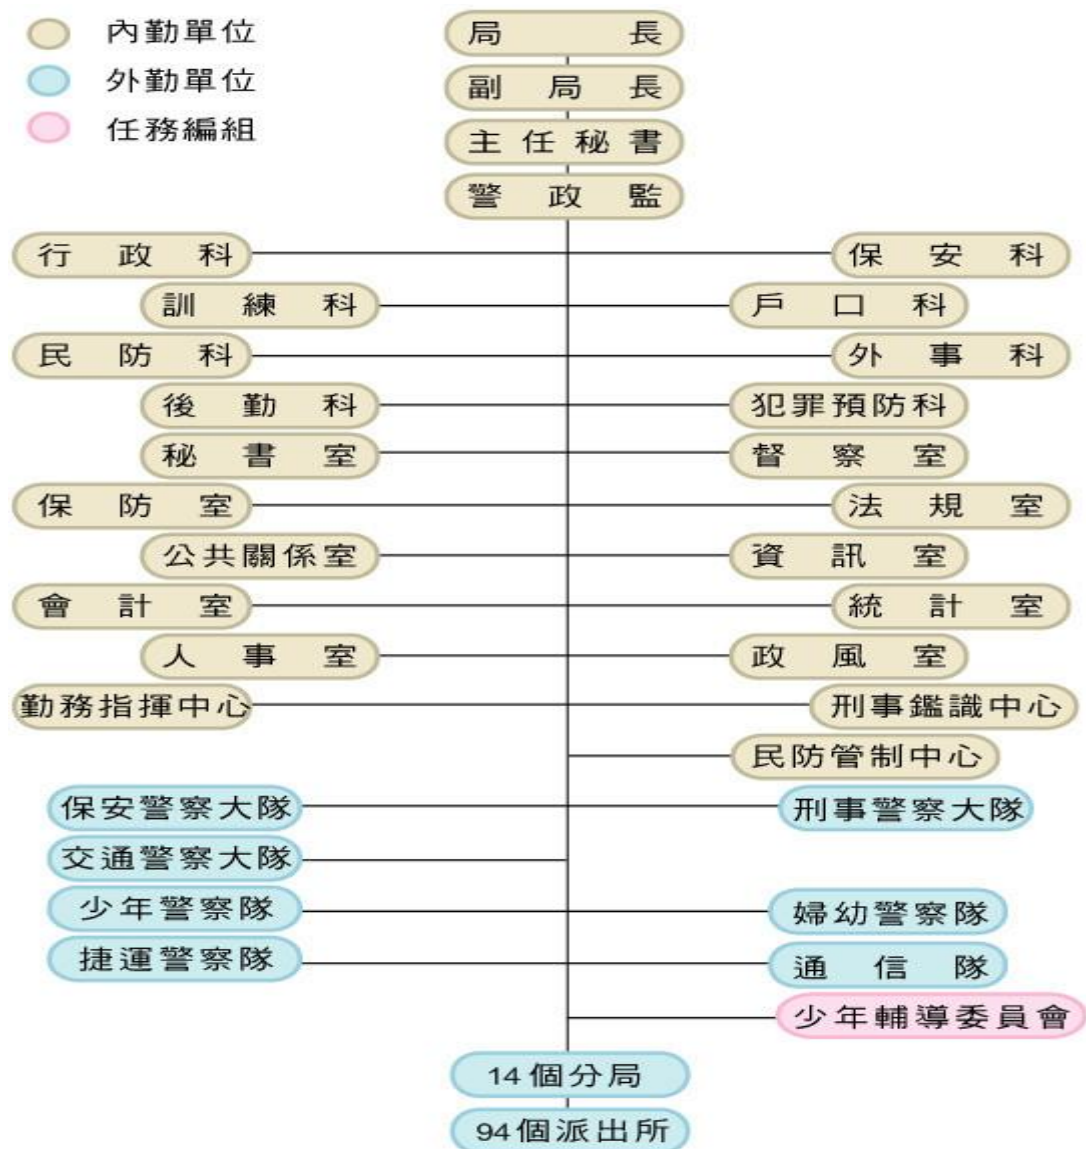 內勤單位
外勤單位
任務編組
局長
副局長
主任秘書
警政監
行政科
保安科
訓練科
戶口科
民防科
外事科
後勤科
犯罪預防科
秘書室
督察室
保防室
法規室
公共關係室
資訊室
會計室
統計室
人事室
政風室
勤務指揮中心
刑事鑑識中心
民防管制中心
保安警察大隊
刑事警察大隊
交通警察大隊
少年警察隊
婦幼警察隊
捷運警察隊
通信隊
少年輔導委員會
14個分局
94個派出所